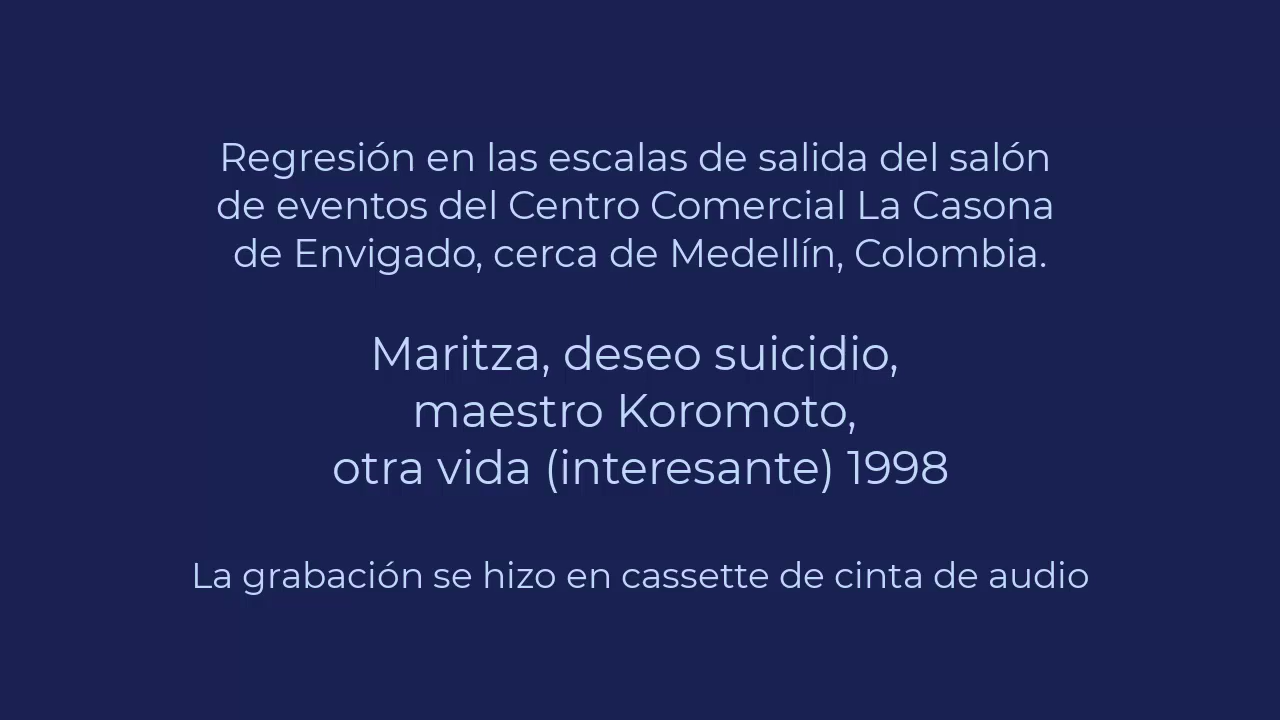 Regresión en las escalas de salida del salón
de eventos del Centro Comercial La Casona
de Envigado, cerca de Medellín, Colombia.
Maritza, deseo suicidio,
maestro Koromoto,
otra vida (interesante) 1998
La grabación se hizo en cassette de cinta de audio